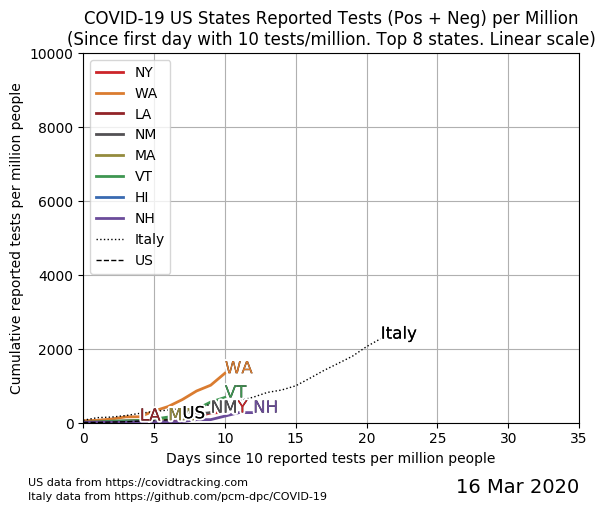 COVID-19 US States Reported Tests (Pos + Neg) per Million
(Since first day with 10 tests/million. Top 8 states. Linear scale)
Cumulative reported tests per million people
10000
8000
6000
4000
2000
0
NY
WA
LA
NM
MA
VT
HI
NH
Italy
US
Italy
WA
VT
LA
M
US
NM
Y
NH
0 5 10 15 20 25 30 35
Days since 10 reported tests per million people
US data from https://covidtracking.com
Italy data from https://github.com/pcm-dpc/COVID-19
16 Mar 2020